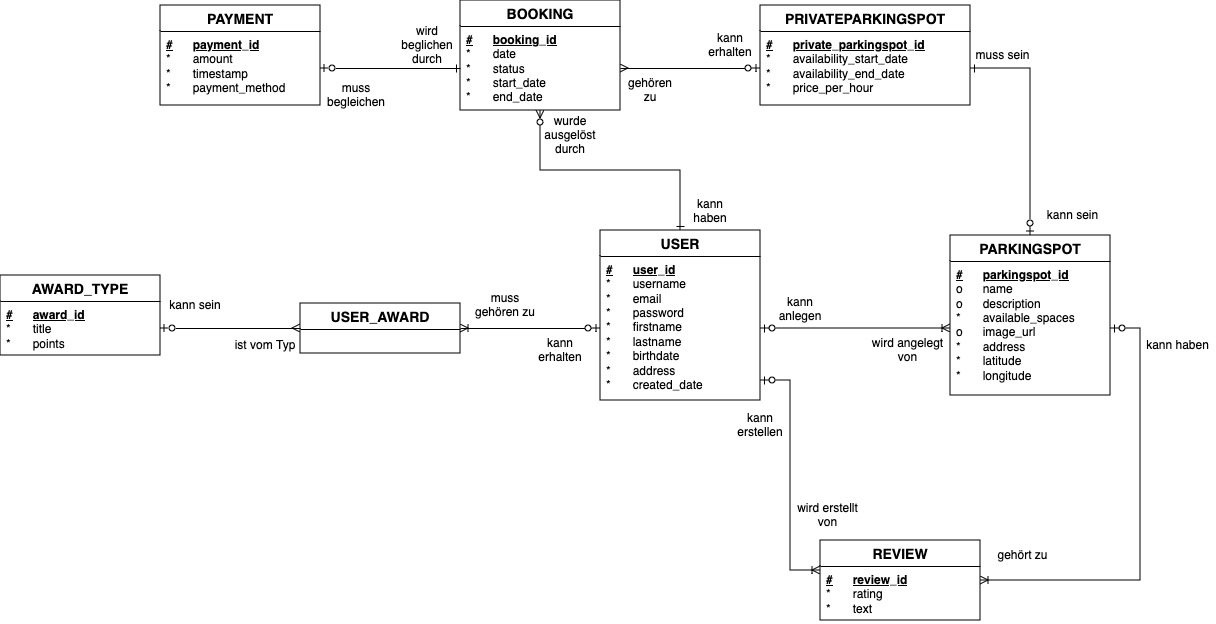 PAYMENT
# payment_id
* amount
* timestamp
* payment_method
wird
beglichen
durch
muss
begleichen
BOOKING
# booking_id
* date
* status
* start_date
* end_date
gehören
zu
kann
erhalten
PRIVATEPARKINGSPOT
# private_parkingspot_id
* availability_start_date
* availability_end_date
* price_per_hour
muss sein
wurde
ausgelöst
durch
kann
haben
kann sein
AWARD_TYPE
# award_id
* title
* points
kann sein
ist vom Typ
USER_AWARD
muss
gehören zu
kann
erhalten
USER
# user_id
* username
* email
* password
* firstname
* lastname
* birthdate
* address
* created_date
kann
anlegen
wird angelegt
von
PARKINGSPOT
# parkingspot_id
o name
o description
* available_spaces
o image_url
* address
* latitude
* longitude
kann haben
kann
erstellen
wird erstellt
von
REVIEW
# review_id
* rating
* text
gehört zu